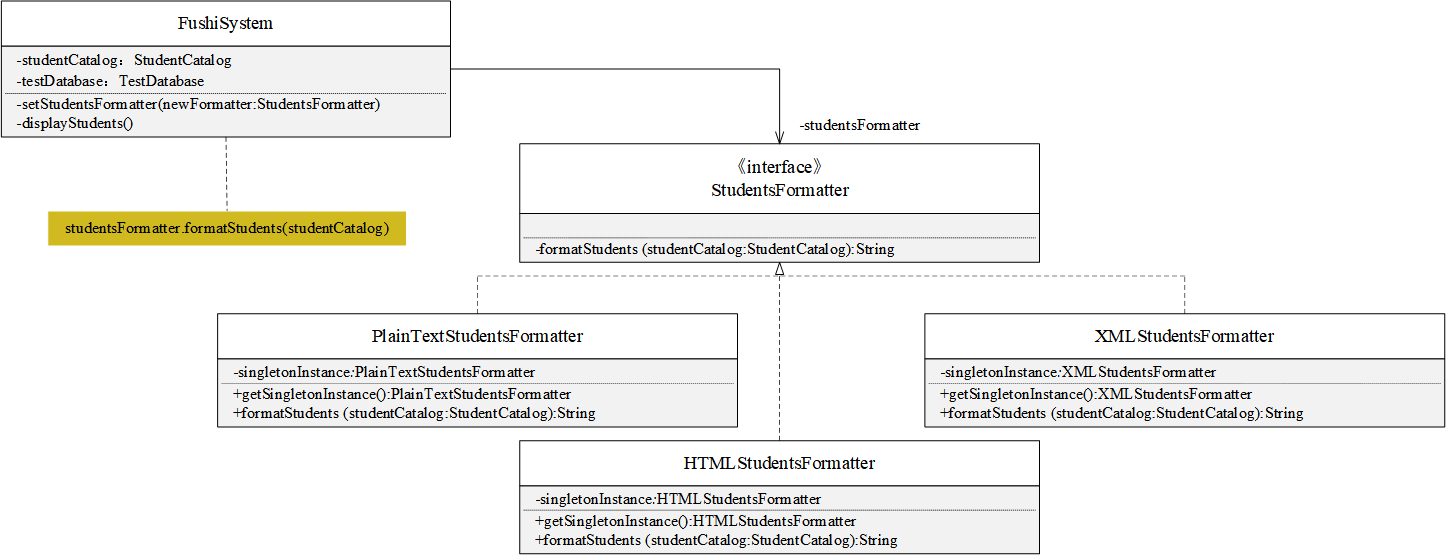 FushiSystem
-studentCatalog：StudentCatalog
-testDatabase：TestDatabase
-setStudentsFormatter(newFormatter:StudentsFormatter)
-displayStudents()
studentsFormatter.formatStudents(studentCatalog)
-studentsFormatter
《interface》
StudentsFormatter
-formatStudents (studentCatalog:StudentCatalog):String
PlainTextStudentsFormatter
-singletonInstance:PlainTextStudentsFormatter
+getSingletonInstance():PlainTextStudentsFormatter
+formatStudents (studentCatalog:StudentCatalog):String
XMLStudentsFormatter
-singletonInstance:XMLStudentsFormatter
+getSingletonInstance():XMLStudentsFormatter
+formatStudents (studentCatalog:StudentCatalog):String
HTMLStudentsFormatter
-singletonInstance:HTMLStudentsFormatter
+getSingletonInstance():HTMLStudentsFormatter
+formatStudents (studentCatalog:StudentCatalog):String